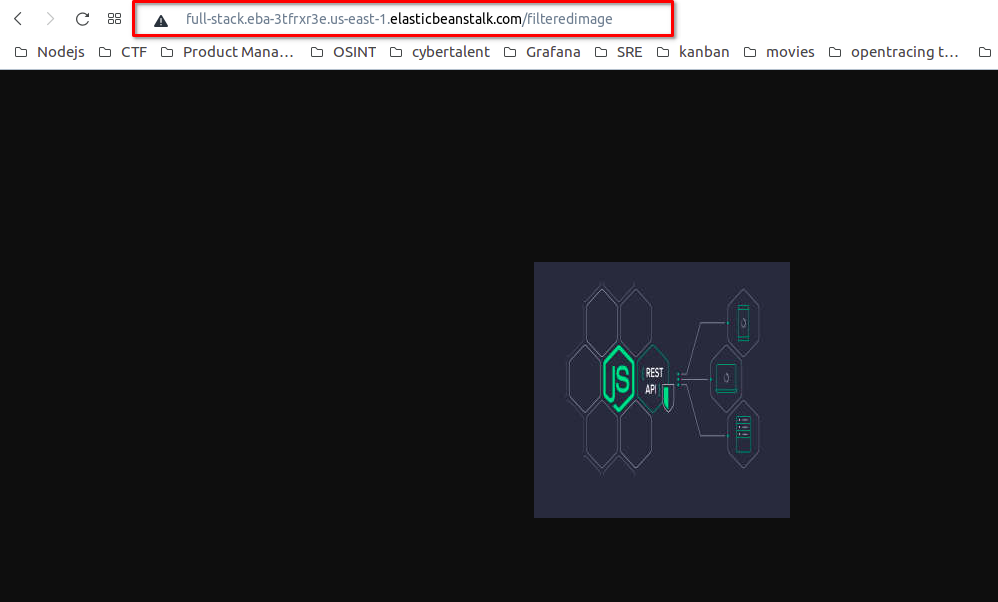 full-stack.eba-3tfrxr3e.us-east-1.elasticbeanstalk.com/filteredimage
Nodejs CTF Product Mana… OSINT cybertalent Grafana SRE kanban movies opentracing t…
JS
REST
API